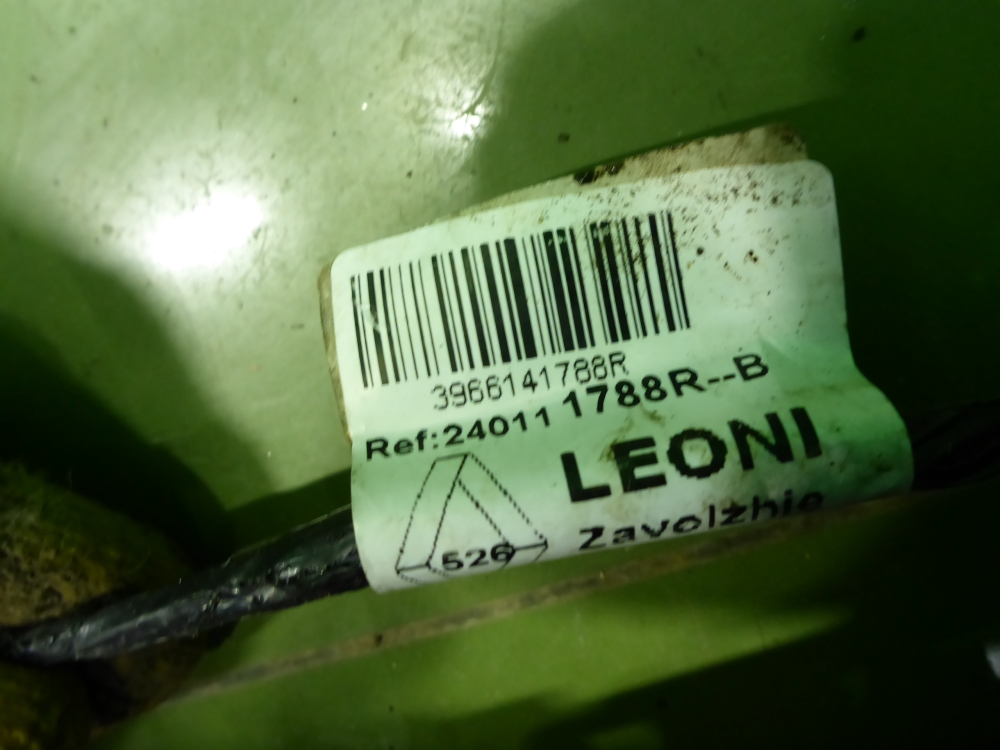 3966141788R
Ref:24011 1788R--B
LEONI
Zavolzhie
526